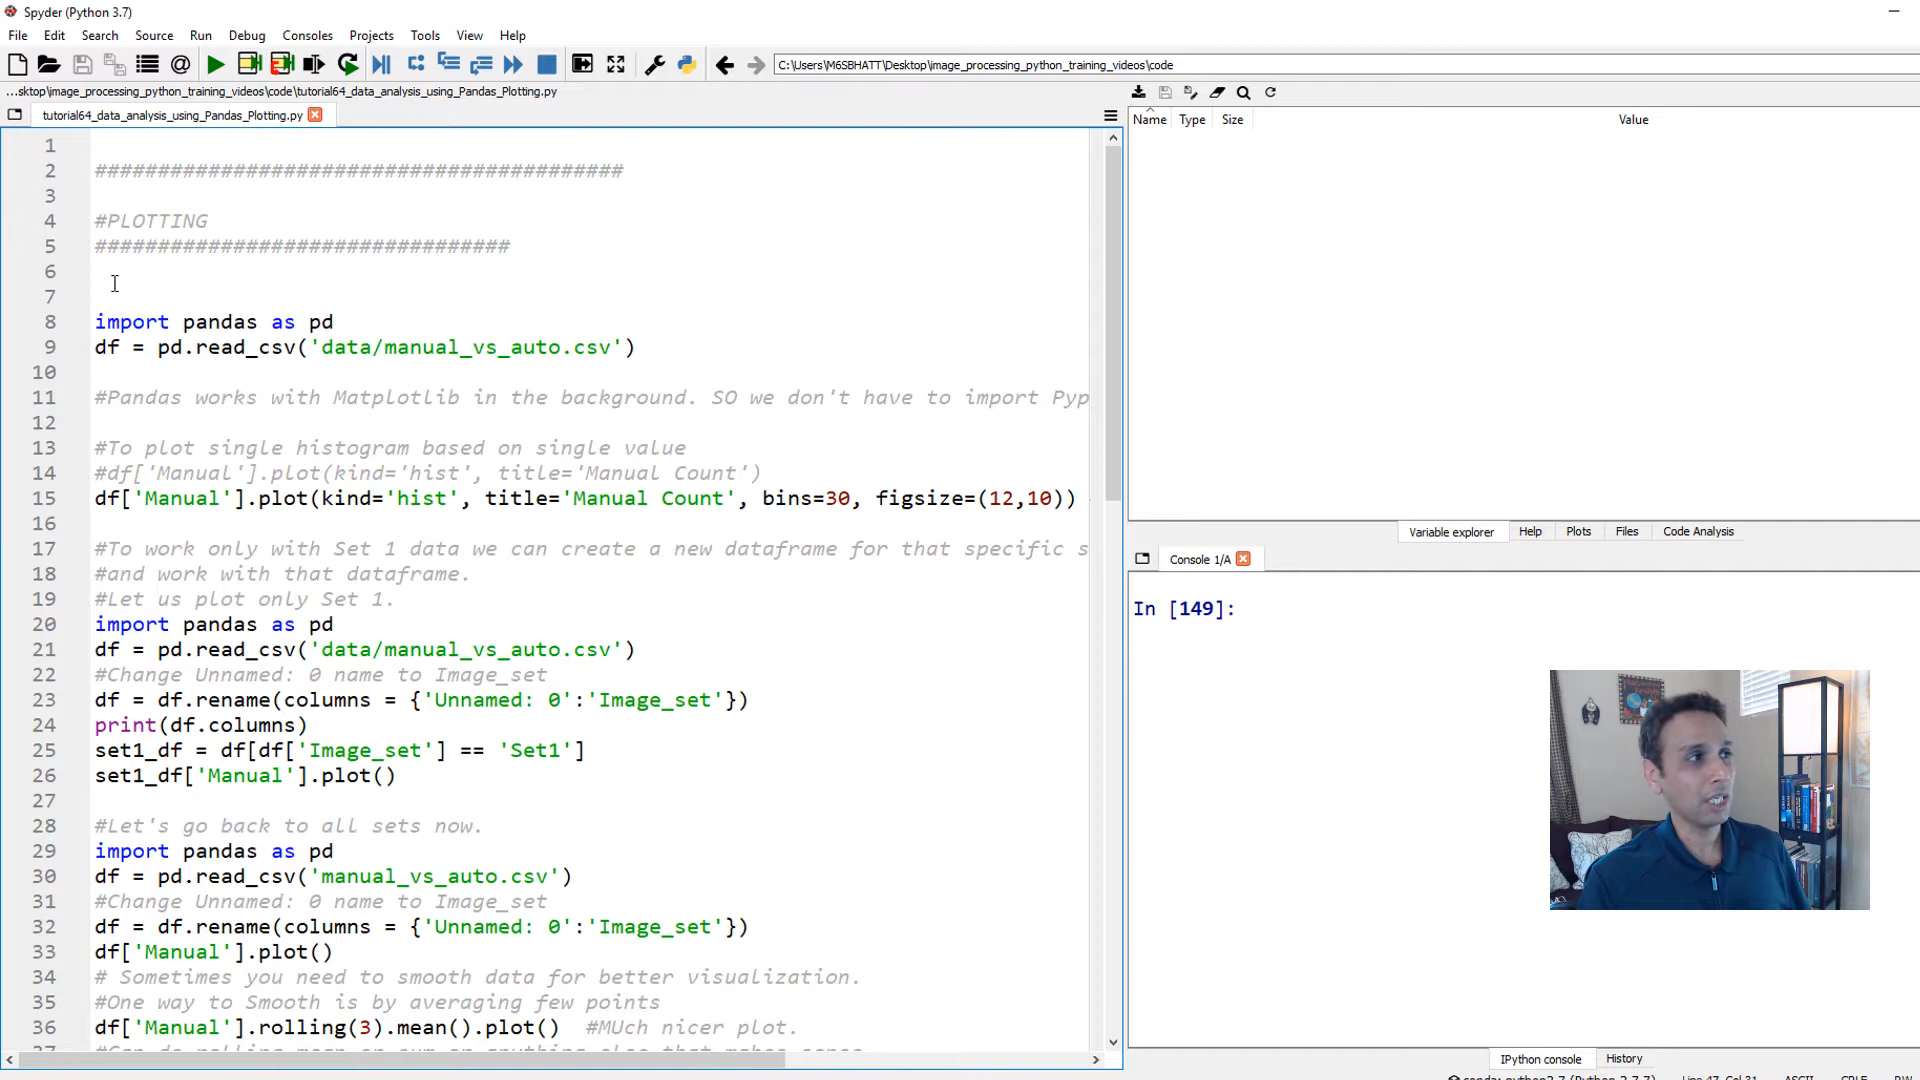 Spyder (Python 3.7)
File Edit Search Source Run Debug Consoles Projects Tools View Help
C:\Users\M6SBHATT\Desktop\image_processing_python_training_videos\code
...sktop\image_processing_python_training_videos\code\tutorial64_data_analysis_using_Pandas_Plotting.py
tutorial64_data_analysis_using_Pandas_Plotting.py
1
2 ##########################################
3
4 #PLOTTING
5 #################################
6
7
8 import pandas as pd
9 df = pd.read_csv('data/manual_vs_auto.csv')
10
11 #Pandas works with Matplotlib in the background. SO we don't have to import Pyp
12
13 #To plot single histogram based on single value
14 #df['Manual'].plot(kind='hist', title='Manual Count')
15 df['Manual'].plot(kind='hist', title='Manual Count', bins=30, figsize=(12,10))
16
17 #To work only with Set 1 data we can create a new dataframe for that specific s
18 #and work with that dataframe.
19 #Let us plot only Set 1.
20 import pandas as pd
21 df = pd.read_csv('data/manual_vs_auto.csv')
22 #Change Unnamed: 0 name to Image_set
23 df = df.rename(columns = {'Unnamed: 0':'Image_set'})
24 print(df.columns)
25 set1_df = df[df['Image_set'] == 'Set1']
26 set1_df['Manual'].plot()
27
28 #Let's go back to all sets now.
29 import pandas as pd
30 df = pd.read_csv('manual_vs_auto.csv')
31 #Change Unnamed: 0 name to Image_set
32 df = df.rename(columns = {'Unnamed: 0':'Image_set'})
33 df['Manual'].plot()
34 # Sometimes you need to smooth data for better visualization.
35 #One way to Smooth is by averaging few points
36 df['Manual'].rolling(3).mean().plot() #MUch nicer plot.
Name Type Size Value
Variable explorer Help Plots Files Code Analysis
Console 1/A
In [149]:
IPython console History